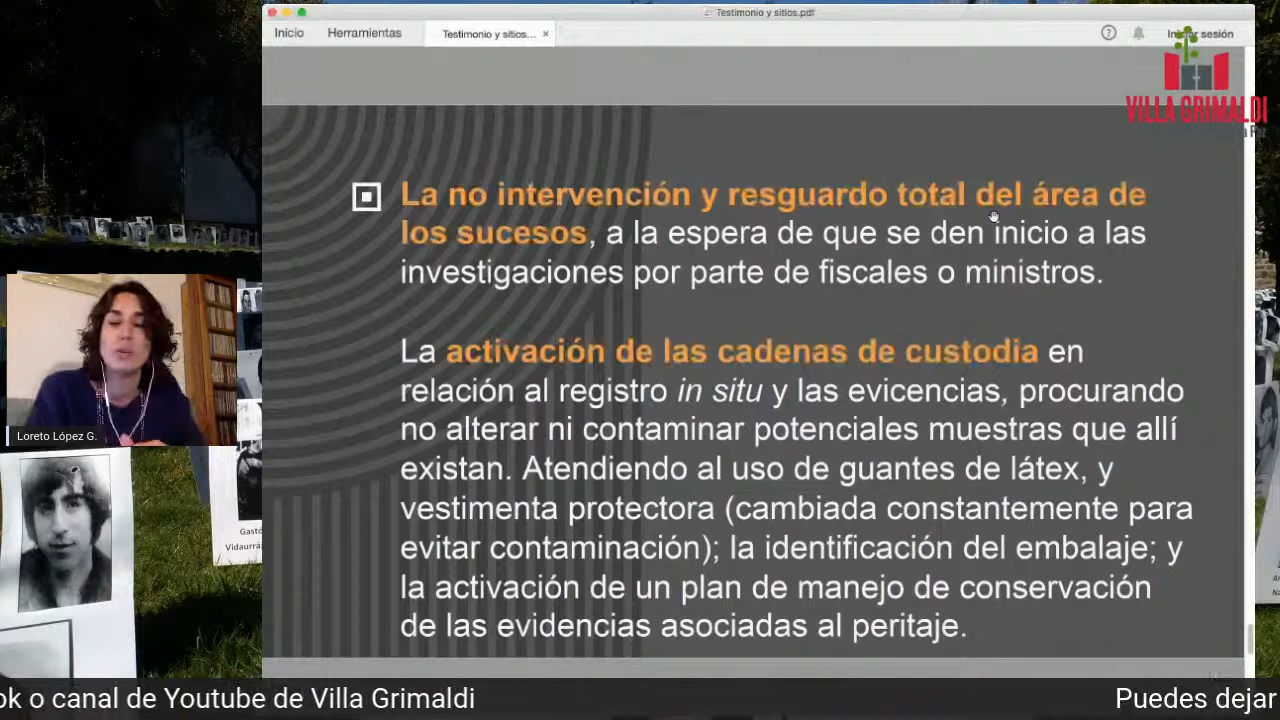 Testimonio y sitios.pdf
Inicio
Herramientas
Testimonio y sitios...
×
?
sesión
VILLA GRIMALDI
La no intervención y resguardo total del área de
los sucesos, a la espera de que se den inicio a las
investigaciones por parte de fiscales o ministros.
La activación de las cadenas de custodia en
relación al registro in situ y las evicencias, procurando
no alterar ni contaminar potenciales muestras que allí
existan. Atendiendo al uso de guantes de látex, y
vestimenta protectora (cambiada constantemente para
evitar contaminación); la identificación del embalaje; y
la activación de un plan de manejo de conservación
de las evidencias asociadas al peritaje.
Loreto López G.
ok o canal de Youtube de Villa Grimaldi
Puedes dejar